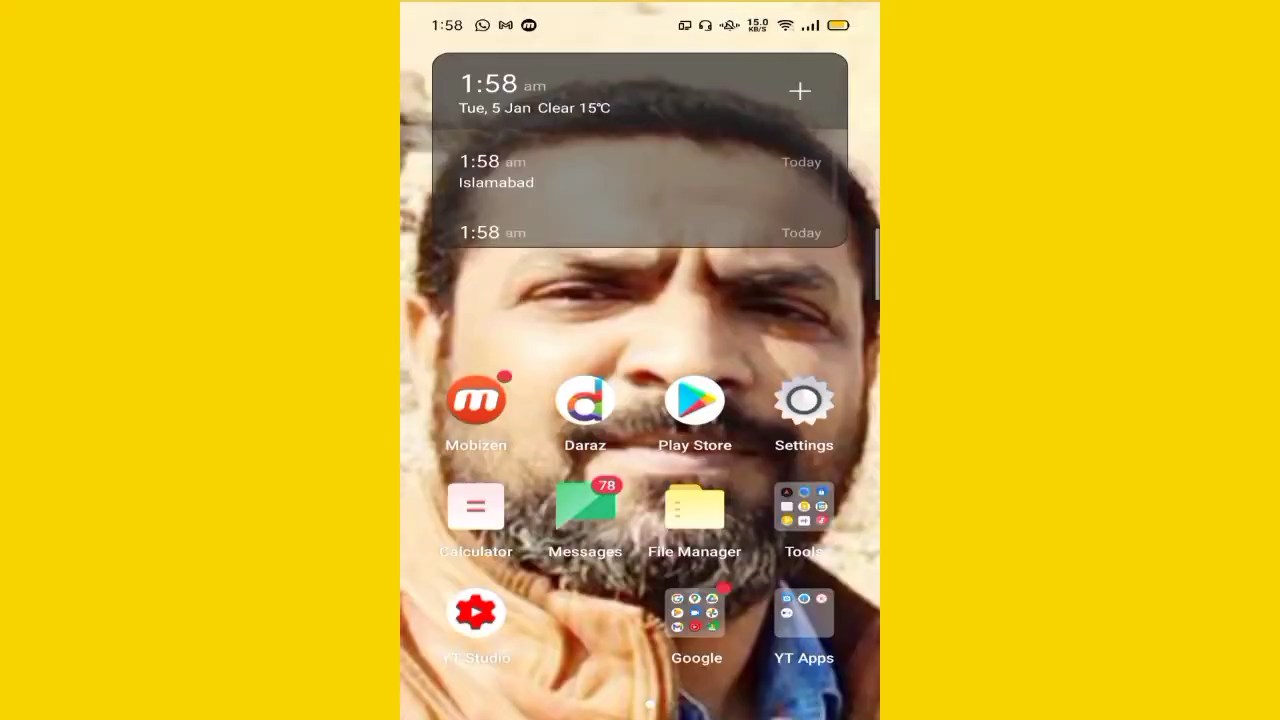 1:58
15.0
KB/S
1:58 am
Tue, 5 Jan Clear 15℃
1:58 am Today
Islamabad
1:58 am Today
Mobizen Daraz Play Store Settings
78
Calculator Messages File Manager Tools
YT Studio Google YT Apps